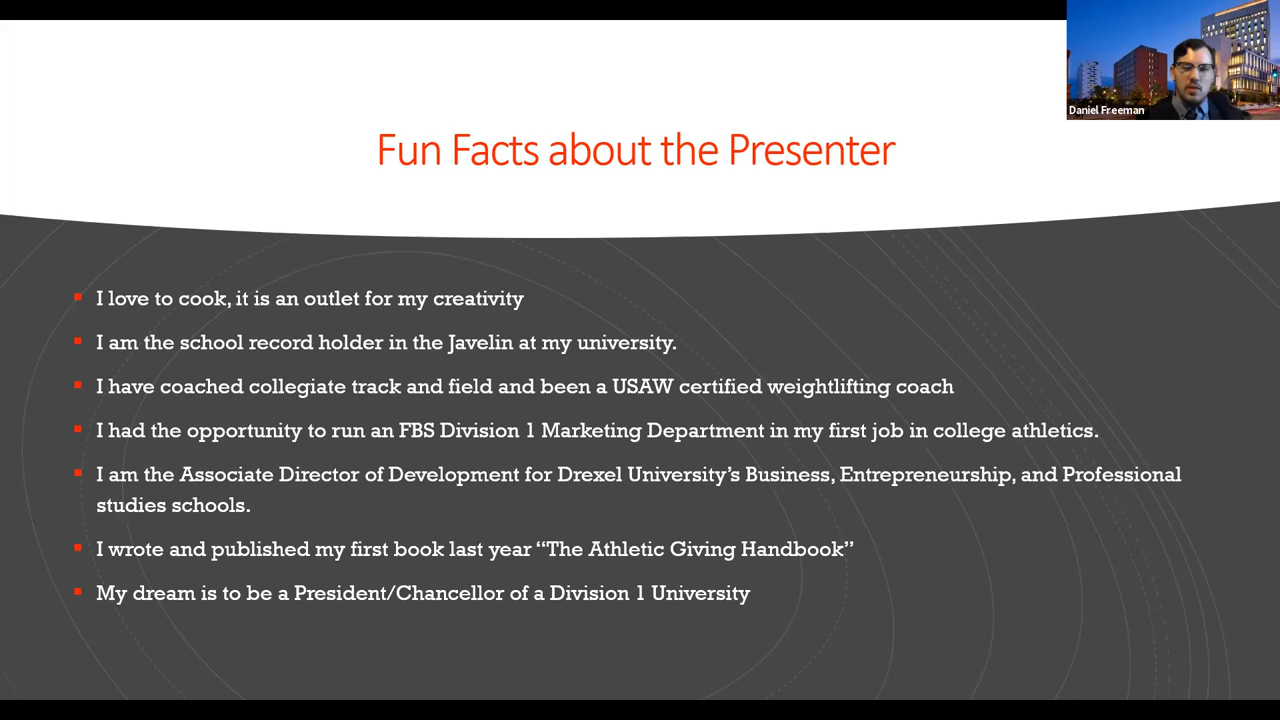 Daniel Freeman
Fun Facts about the Presenter
I love to cook, it is an outlet for my creativity
I am the school record holder in the Javelin at my university.
I have coached collegiate track and field and been a USAW certified weightlifting coach
I had the opportunity to run an FBS Division 1 Marketing Department in my first job in college athletics.
I am the Associate Director of Development for Drexel University’s Business, Entrepreneurship, and Professional
studies schools.
I wrote and published my first book last year “The Athletic Giving Handbook”
My dream is to be a President/Chancellor of a Division 1 University